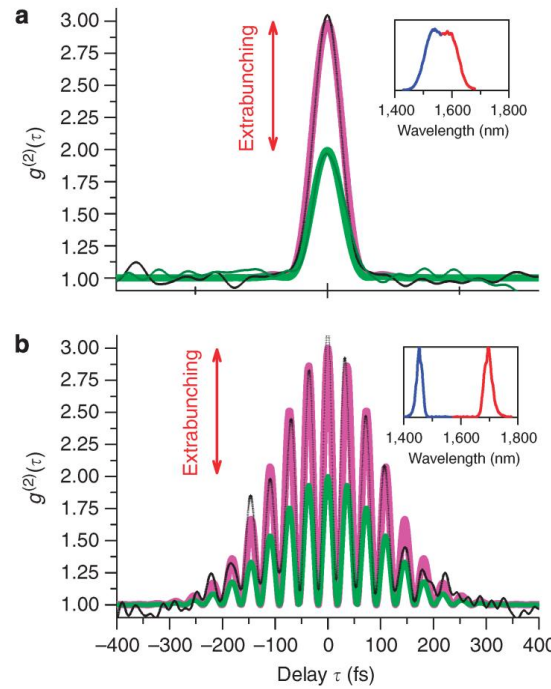 a
3.00
2.75
2.50
2.25
2.00
1.75
1.50
1.25
1.00
g(2)(τ)
Extrabunching
1,400 1,600 1,800
Wavelength (nm)
b
3.00
2.75
2.50
2.25
2.00
1.75
1.50
1.25
1.00
g(2)(τ)
Extrabunching
1,400 1,600 1,800
Wavelength (nm)
−400 −300 −200 −100 0 100 200 300 400
Delay τ (fs)